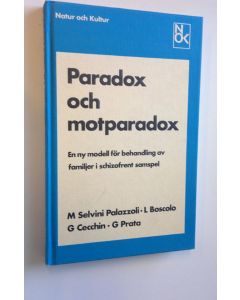 Natur och Kultur
N
OK
Paradox
och
motparadox
En ny modell för behandling av
familjer i schizofrent samspel
M Selvini Palazzoli · L Boscolo
G Cecchin · G Prata